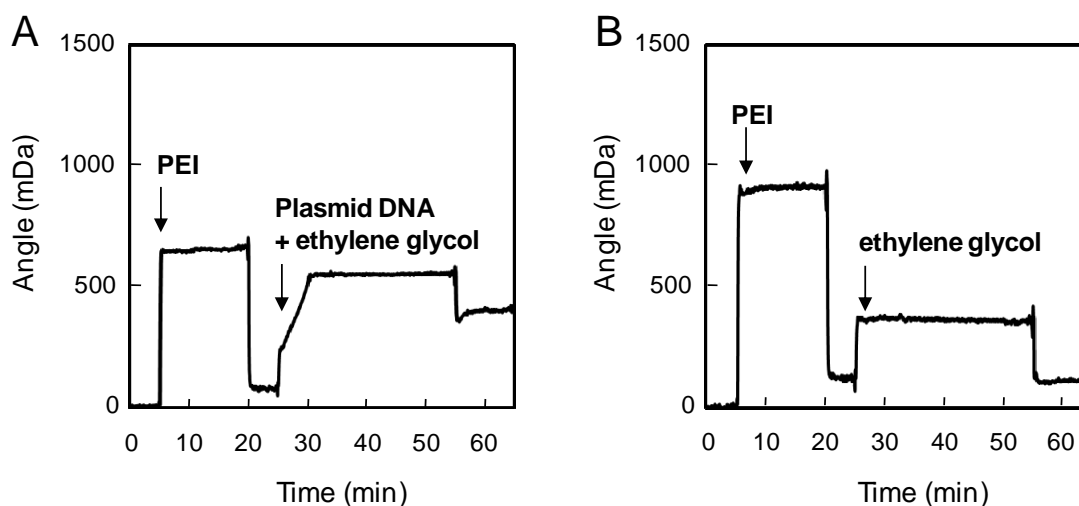 A
1500
1000
500
0
Angle (mDa)
PEI
Plasmid DNA
+ ethylene glycol
0 10 20 30 40 50 60
Time (min)
B
1500
1000
500
0
Angle (mDa)
PEI
ethylene glycol
0 10 20 30 40 50 60
Time (min)